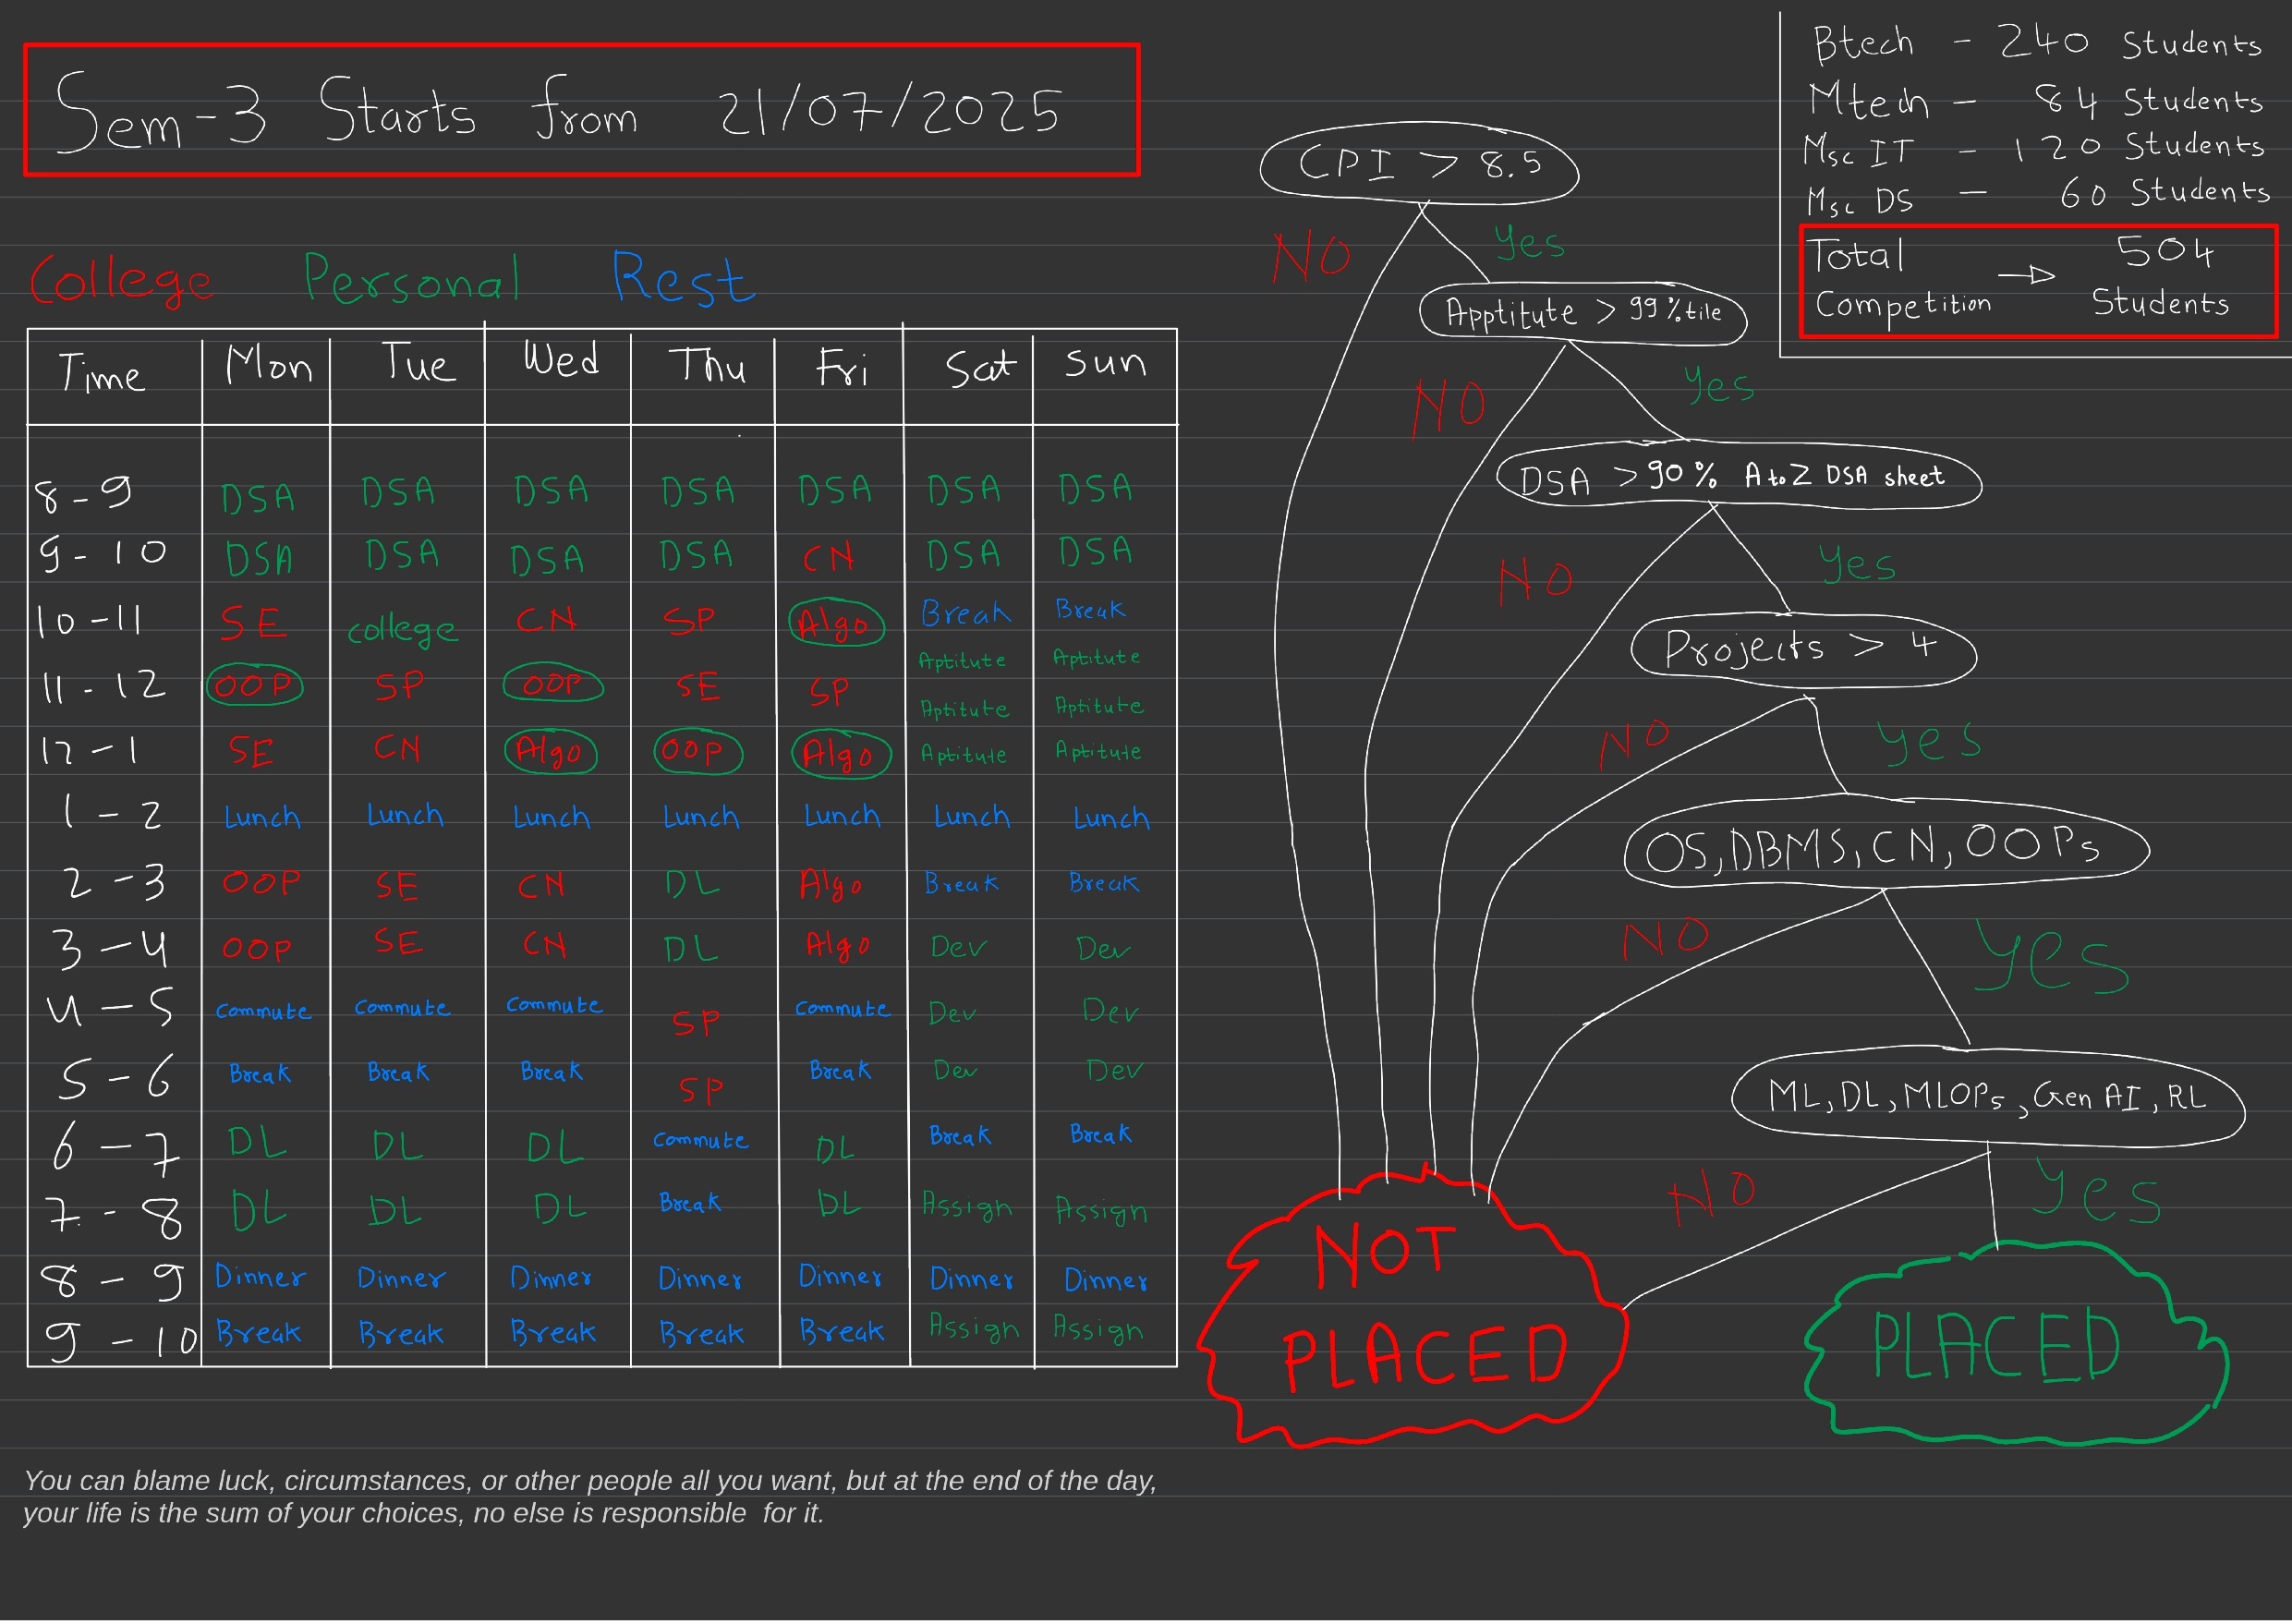 Sem-3 Starts from 21/07/2025
College Personal Rest
Time Mon Tue Wed Thu Fri Sat Sun
8-9 DSA DSA DSA DSA DSA DSA DSA
9-10 DSA DSA DSA DSA CN DSA DSA
10-11 SE college CN SP Algo Break Break
Aptitute Aptitute
11-12 OOP SP OOP SE SP
Aptitute Aptitute
12-1 SE CN Algo OOP Algo Aptitute Aptitute
1-2 Lunch Lunch Lunch Lunch Lunch Lunch Lunch
2-3 OOP SE CN DL Algo Break Break
3-4 OOP SE CN DL Algo Dev Dev
4-5 Commute Commute Commute SP Commute Dev Dev
5-6 Break Break Break SP Break Dev Dev
6-7 DL DL DL Commute DL Break Break
7-8 DL DL DL Break DL Assign Assign
8-9 Dinner Dinner Dinner Dinner Dinner Dinner Dinner
9-10 Break Break Break Break Break Assign Assign
You can blame luck, circumstances, or other people all you want, but at the end of the day,
your life is the sum of your choices, no else is responsible for it.
CPI > 8.5
NO Yes
Apptitute > 99%tile
NO Yes
DSA > 90% A to Z DSA sheet
NO Yes
Projects > 4
NO Yes
OS, DBMS, CN, OOPs
NO Yes
ML, DL, MLOPs, Gen AI, RL
NO Yes
NOT
PLACED
PLACED
Btech - 240 Students
Mtech - 84 Students
Msc IT - 120 Students
Msc DS - 60 Students
Total 504
Competition Students